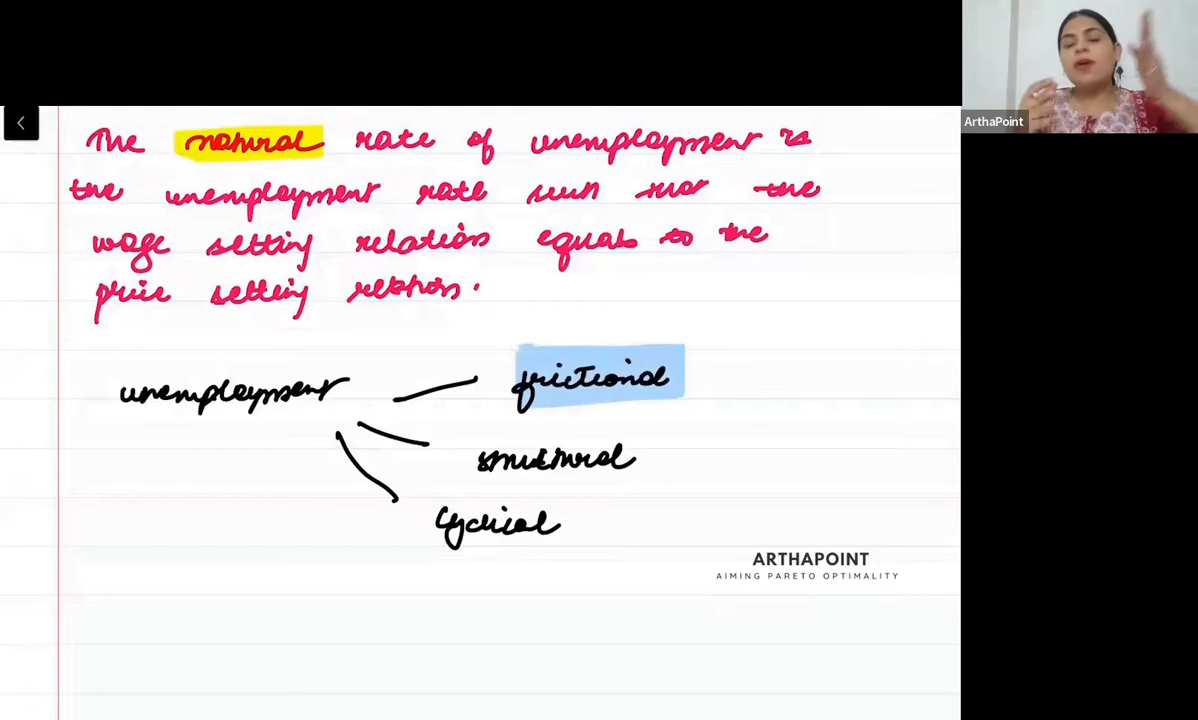 ArthaPoint
The natural rate of unemployment is
the unemployment rate such that the
wage setting relation equals to the
price setting relation.
unemployment
frictional
structural
Cyclical
ARTHAPOINT
AIMING PARETO OPTIMALITY